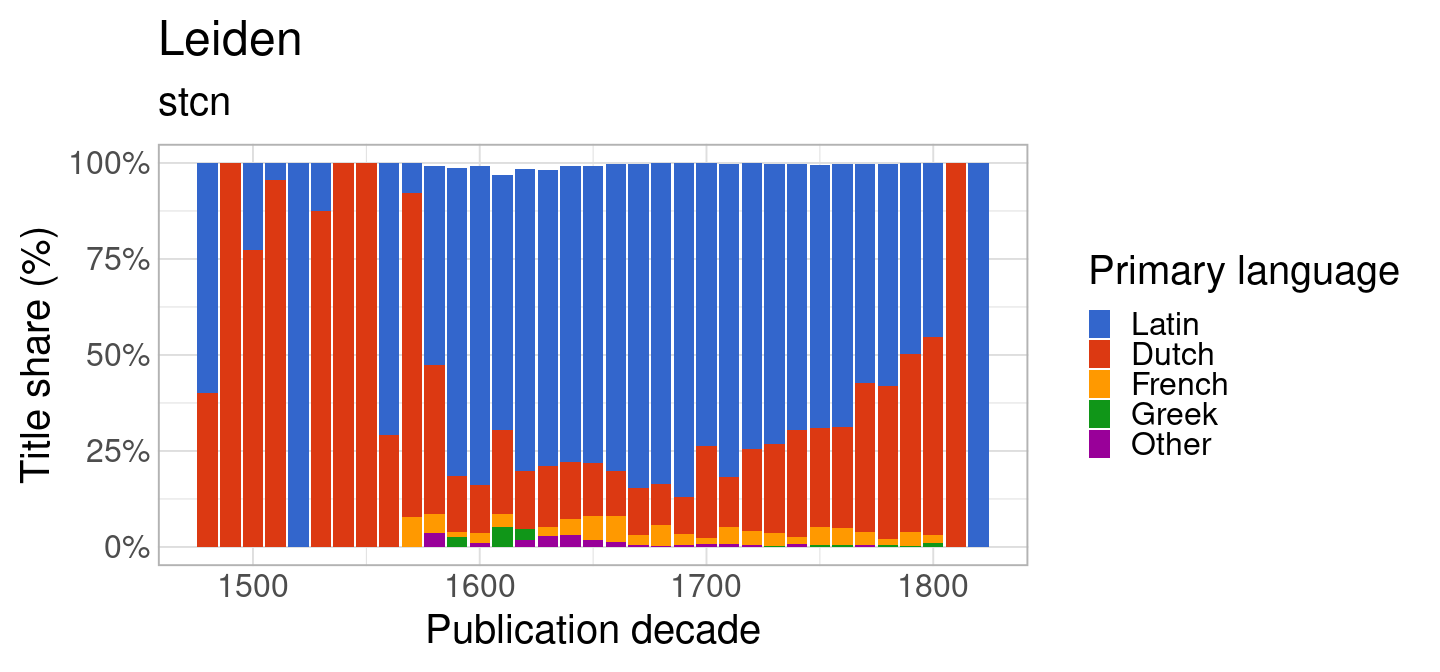 Leiden
stcn
100%
75%
50%
25%
0%
Title share (%)
1500 1600 1700 1800
Publication decade
Primary language
Latin
Dutch
French
Greek
Other